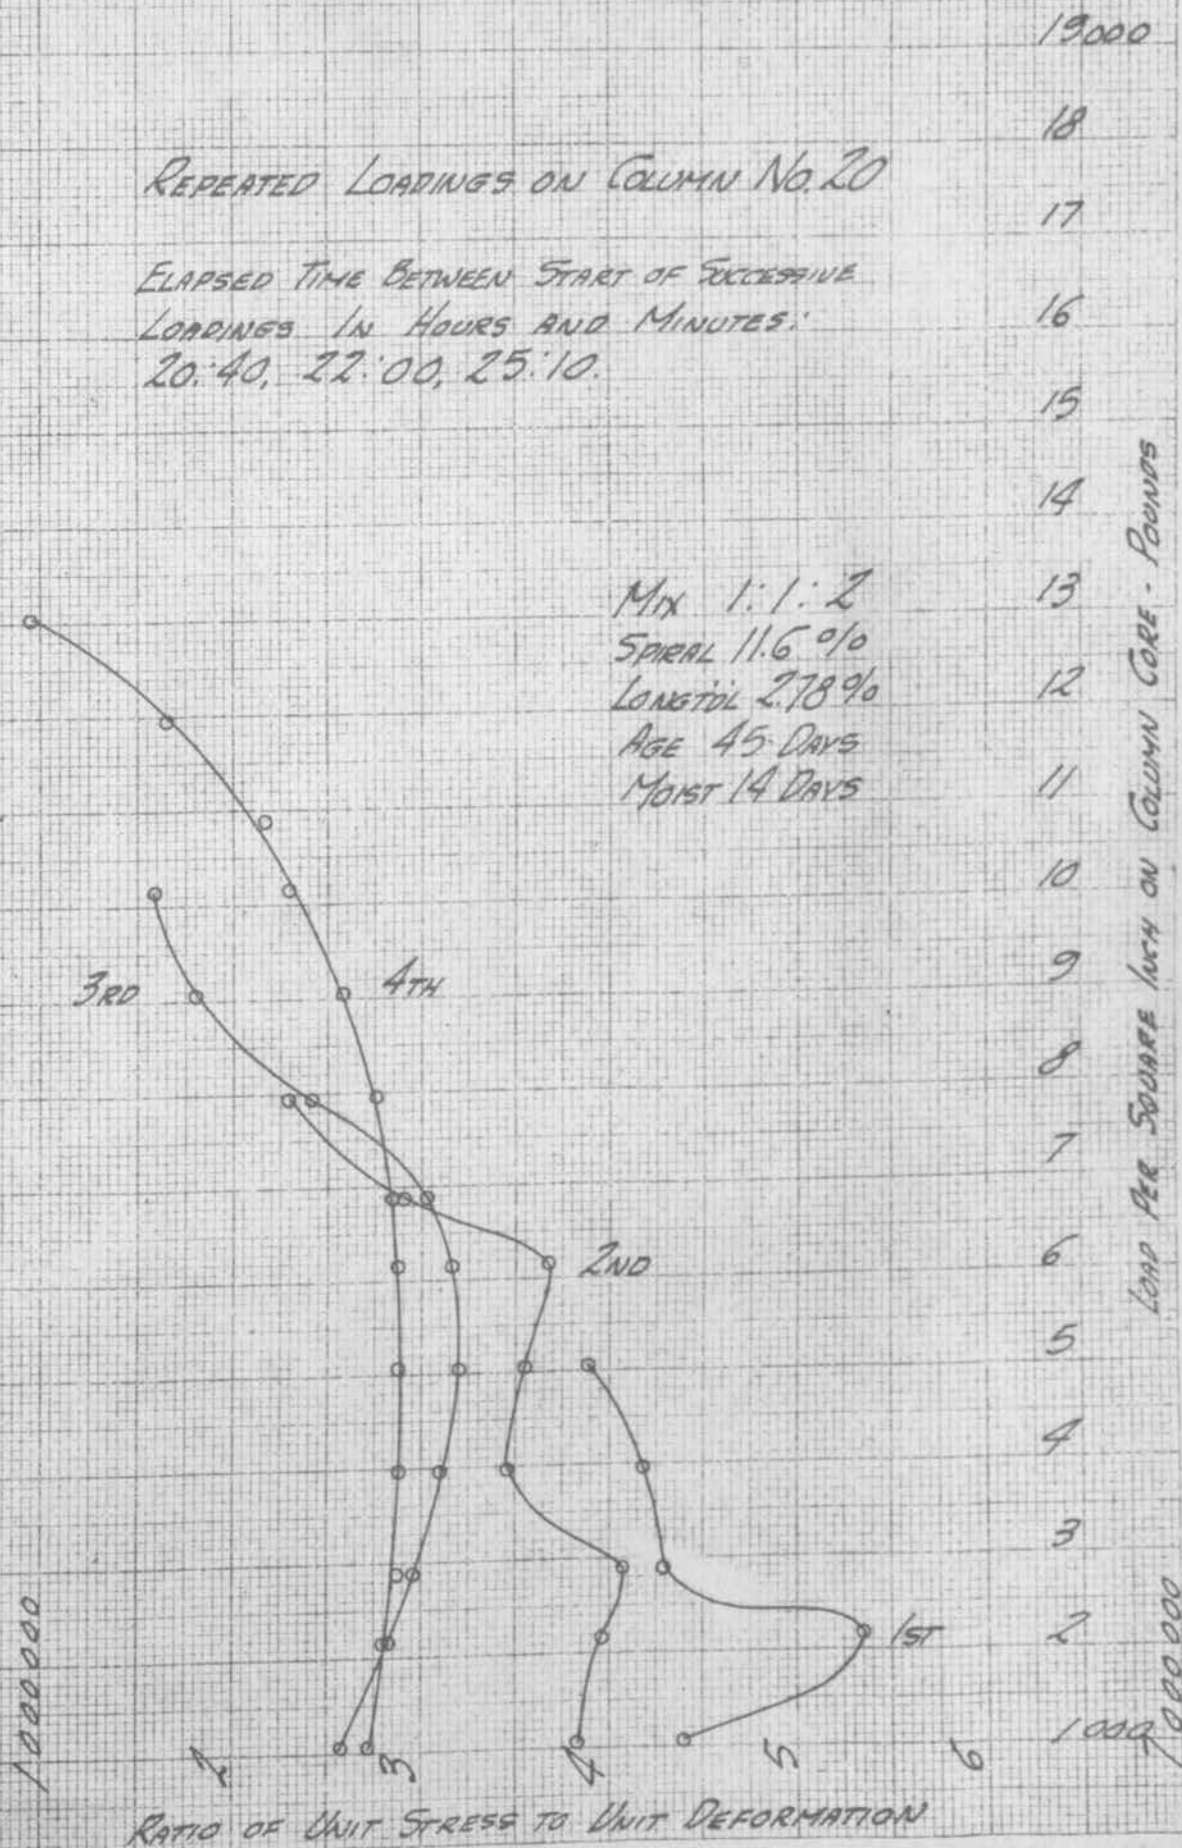 19000
18
REPEATED LOADINGS ON COLUMN No. 20
17
ELAPSED TIME BETWEEN START OF SUCCESSIVE
LOADINGS IN HOURS AND MINUTES:
20:40, 22:00, 25:10.
16
15
14
MIX 1:1:2
SPIRAL 11.6 %
LONGT'D'L 2.78 %
AGE 45 DAYS
MOIST 14 DAYS
13
12
11
10
9
8
7
6
5
4
3
2
1000
LOAD PER SQUARE INCH ON COLUMN CORE - POUNDS
3RD
4TH
2ND
1ST
1000000
2
3
4
5
6
7000000
RATIO OF UNIT STRESS TO UNIT DEFORMATION